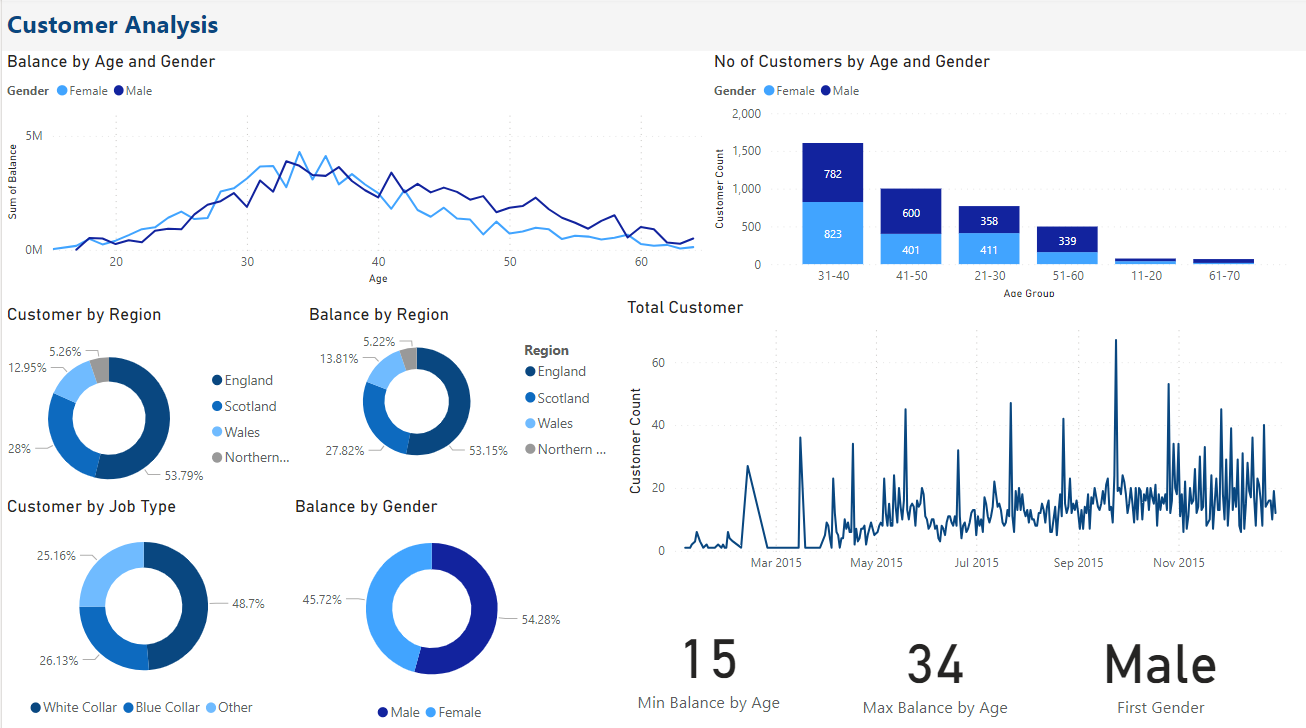 Customer Analysis
Balance by Age and Gender
Gender Female Male
5M
0M
Sum of Balance
20 30 40 50 60
Age
No of Customers by Age and Gender
Gender Female Male
2,000
1,500
1,000
500
0
Customer Count
782
823
600
401
358
411
339
31-40 41-50 21-30 51-60 11-20 61-70
Age Group
Customer by Region
5.26%
12.95%
28%
53.79%
England
Scotland
Wales
Northern...
Balance by Region
5.22%
13.81%
27.82%
53.15%
Region
England
Scotland
Wales
Northern ...
Total Customer
60
40
20
0
Customer Count
Mar 2015 May 2015 Jul 2015 Sep 2015 Nov 2015
Customer by Job Type
25.16%
48.7%
26.13%
White Collar Blue Collar Other
Balance by Gender
45.72%
54.28%
Male Female
15
Min Balance by Age
34
Max Balance by Age
Male
First Gender